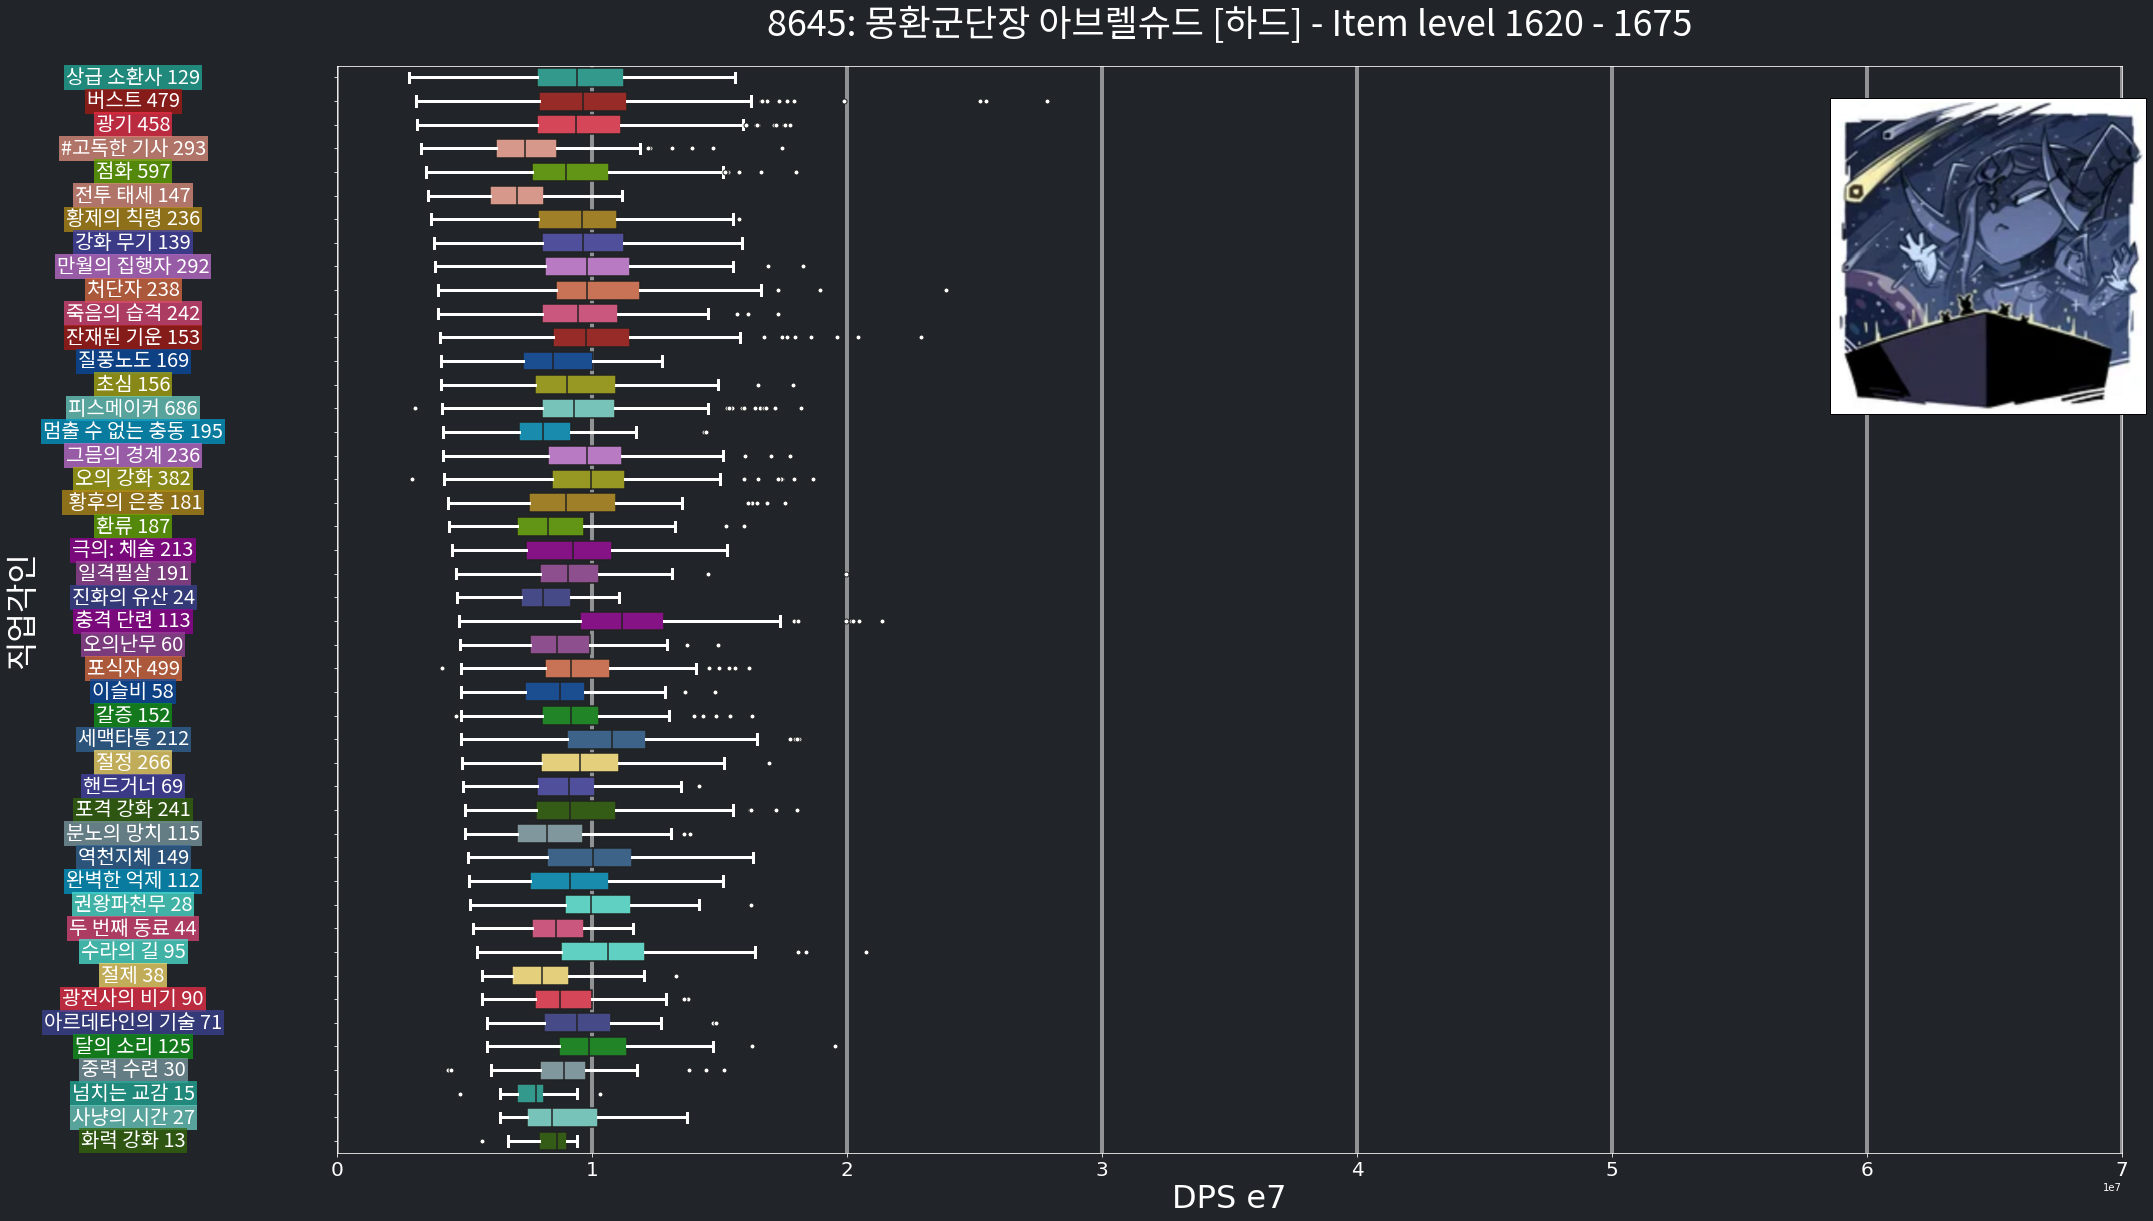 8645: 몽환군단장 아브렐슈드 [하드] - Item level 1620 - 1675
상급 소환사 129
버스트 479
광기 458
#고독한 기사 293
점화 597
전투 태세 147
황제의 칙령 236
강화 무기 139
만월의 집행자 292
처단자 238
죽음의 습격 242
잔재된 기운 153
질풍노도 169
초심 156
피스메이커 686
멈출 수 없는 충동 195
그믐의 경계 236
오의 강화 382
황후의 은총 181
환류 187
극의: 체술 213
일격필살 191
진화의 유산 24
충격 단련 113
오의난무 60
포식자 499
이슬비 58
갈증 152
세맥타통 212
절정 266
핸드거너 69
포격 강화 241
분노의 망치 115
역천지체 149
완벽한 억제 112
권왕파천무 28
두 번째 동료 44
수라의 길 95
절제 38
광전사의 비기 90
아르데타인의 기술 71
달의 소리 125
중력 수련 30
넘치는 교감 15
사냥의 시간 27
화력 강화 13
직업각인
0 1 2 3 4 5 6 7
1e7
DPS e7